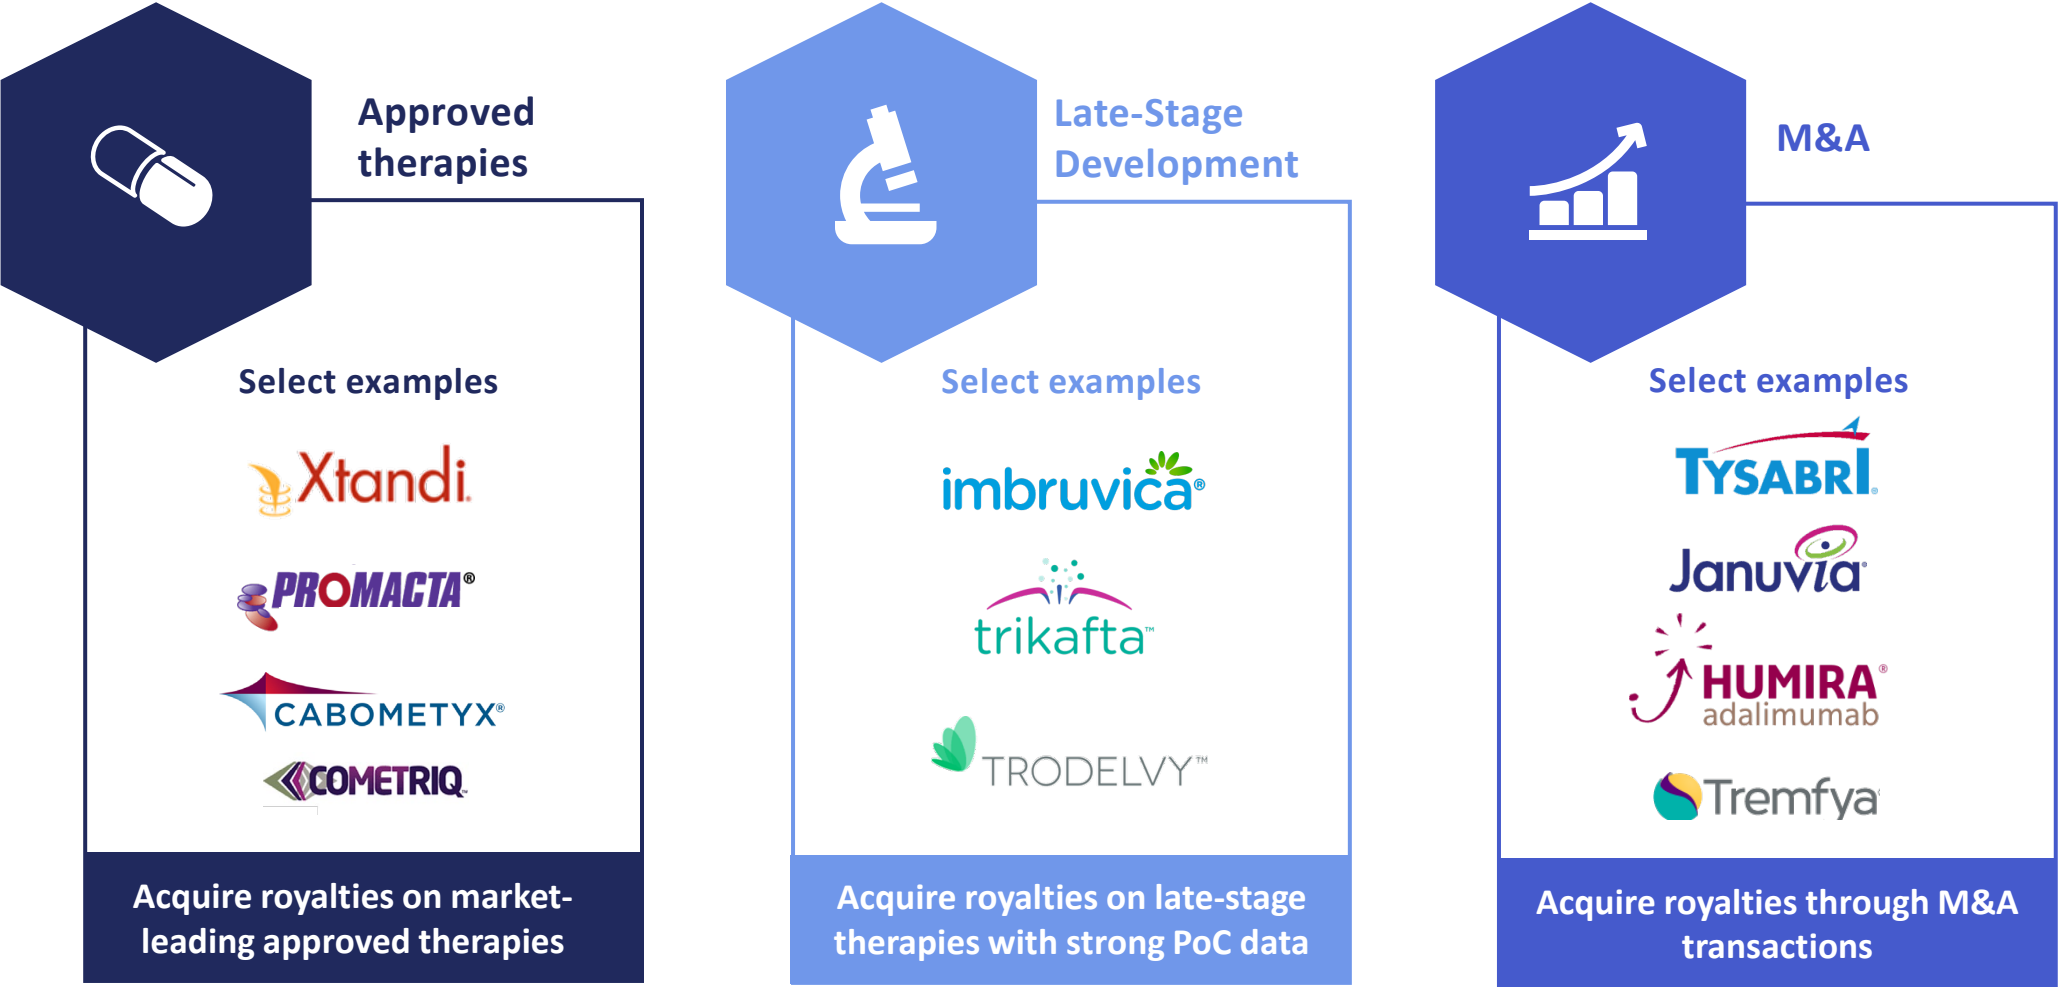 Approved
therapies
Select examples
Xtandi
PROMACTA®
CABOMETYX®
COMETRIQ™
Acquire royalties on market-
leading approved therapies
Late-Stage
Development
Select examples
imbruvica®
trikafta™
TRODELVY™
Acquire royalties on late-stage
therapies with strong PoC data
M&A
Select examples
TYSABRI®
Januvia®
HUMIRA®
adalimumab
Tremfya
Acquire royalties through M&A
transactions